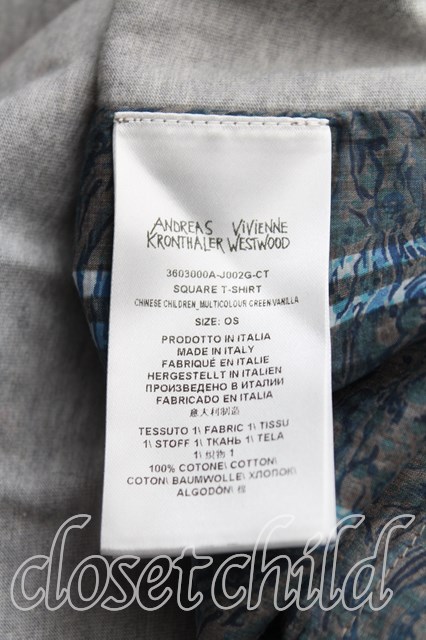 ANDREAS VIVIENNE
KRONTHALER WESTWOOD
3603000A-J002G-CT
SQUARE T-SHIRT
CHINESE CHILDREN_MULTICOLOUR GREEN VANILLA
SIZE: OS
PRODOTTO IN ITALIA
MADE IN ITALY
FABRIQUÉ EN ITALIE
HERGESTELLT IN ITALIEN
ПРОИЗВЕДЕНО В ИТАЛИИ
FABRICADO EN ITALIA
意大利制造
TESSUTO 1\ FABRIC 1\ TISSU
1\ STOFF 1\ ТКАНЬ 1\ TELA
1\ 织物 1
100% COTONE\ COTTON\
COTON\ BAUMWOLLE\ ХЛОПОК\
ALGODÓN\ 棉
closetchild